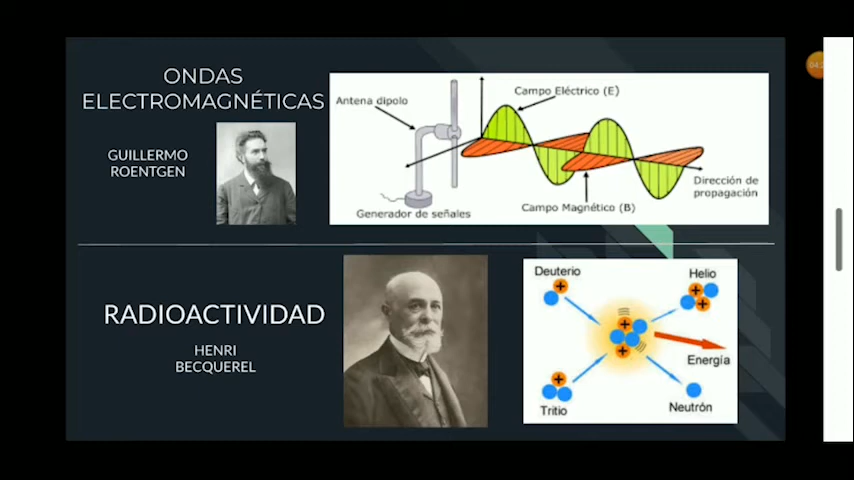 ONDAS
ELECTROMAGNÉTICAS
GUILLERMO
ROENTGEN
Antena dipolo
Campo Eléctrico (E)
Dirección de
propagación
Campo Magnético (B)
Generador de señales
RADIOACTIVIDAD
HENRI
BECQUEREL
Deuterio
Helio
Energía
Tritio
Neutrón